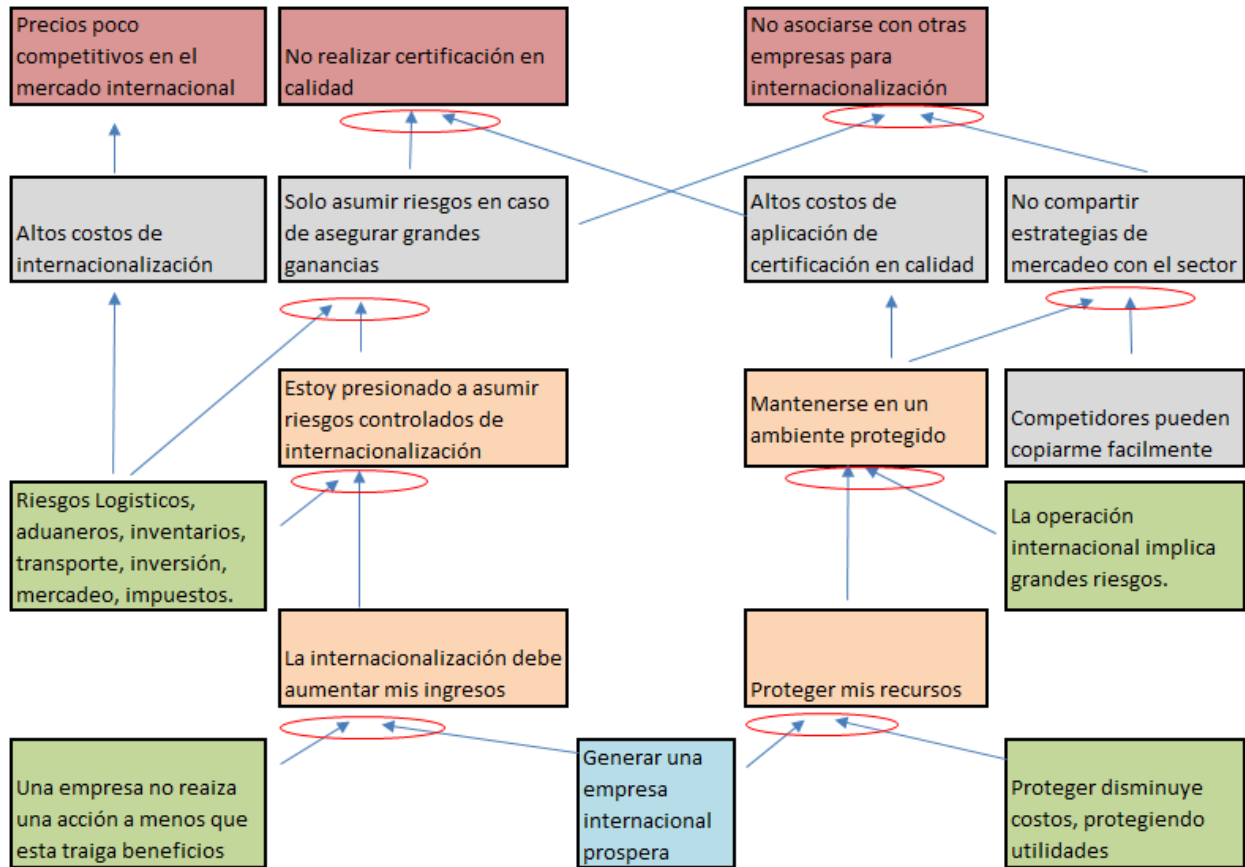 Precios poco
competitivos en el
mercado internacional
No realizar certificación en
calidad
No asociarse con otras
empresas para
internacionalización
Altos costos de
internacionalización
Solo asumir riesgos en caso
de asegurar grandes
ganancias
Altos costos de
aplicación de
certificación en calidad
No compartir
estrategias de
mercadeo con el sector
Estoy presionado a asumir
riesgos controlados de
internacionalización
Mantenerse en un
ambiente protegido
Competidores pueden
copiarme facilmente
Riesgos Logisticos,
aduaneros, inventarios,
transporte, inversión,
mercadeo, impuestos.
La operación
internacional implica
grandes riesgos.
La internacionalización debe
aumentar mis ingresos
Proteger mis recursos
Una empresa no reaiza
una acción a menos que
esta traiga beneficios
Generar una
empresa
internacional
prospera
Proteger disminuye
costos, protegiendo
utilidades